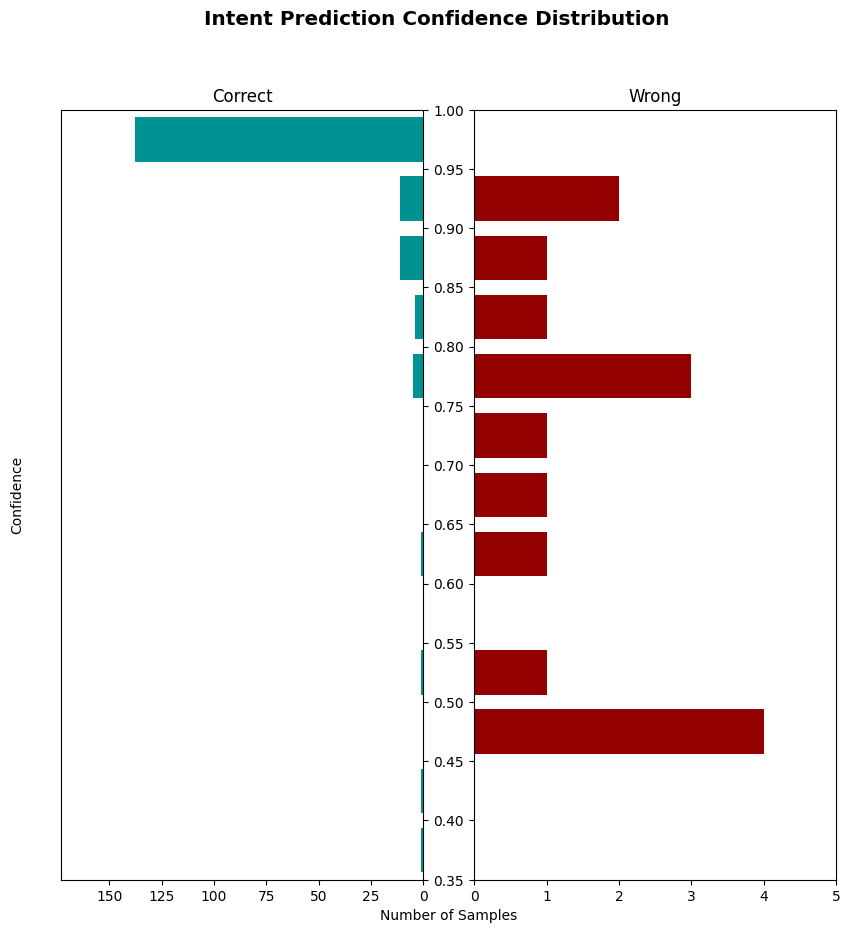 Intent Prediction Confidence Distribution
Correct
Wrong
1.00
0.95
0.90
0.85
0.80
0.75
0.70
0.65
0.60
0.55
0.50
0.45
0.40
0.35
Confidence
150 125 100 75 50 25 0
0 1 2 3 4 5
Number of Samples